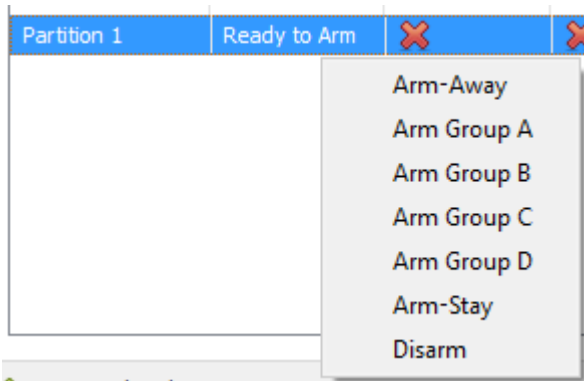 Partition 1 Ready to Arm
Arm-Away
Arm Group A
Arm Group B
Arm Group C
Arm Group D
Arm-Stay
Disarm